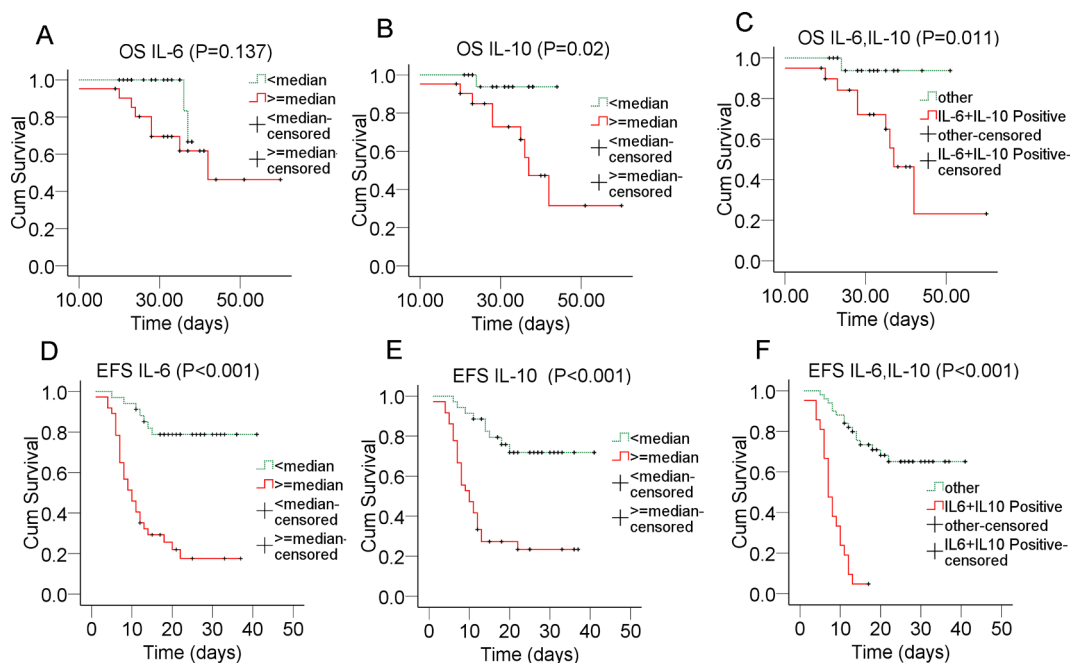 A
OS IL-6 (P=0.137)
Cum Survival
1.0
0.8
0.6
0.4
0.2
0.0
10.00 30.00 50.00
Time (days)
<median
>=median
<median-
censored
>=median-
censored
B
OS IL-10 (P=0.02)
Cum Survival
1.0
0.8
0.6
0.4
0.2
0.0
10.00 30.00 50.00
Time (days)
<median
>=median
<median-
censored
>=median-
censored
C
OS IL-6,IL-10 (P=0.011)
Cum Survival
1.0
0.8
0.6
0.4
0.2
0.0
10.00 30.00 50.00
Time (days)
other
IL-6+IL-10 Positive
other-censored
IL-6+IL-10 Positive-
censored
D
EFS IL-6 (P<0.001)
Cum Survival
1.0
0.8
0.6
0.4
0.2
0.0
0 10 20 30 40 50
Time (days)
<median
>=median
<median-
censored
>=median-
censored
E
EFS IL-10 (P<0.001)
Cum Survival
1.0
0.8
0.6
0.4
0.2
0.0
0 10 20 30 40 50
Time (days)
<median
>=median
<median-
censored
>=median-
censored
F
EFS IL-6,IL-10 (P<0.001)
Cum Survival
1.0
0.8
0.6
0.4
0.2
0.0
0 10 20 30 40 50
Time (days)
other
IL6+IL10 Positive
other-censored
IL6+IL10 Positive-
censored